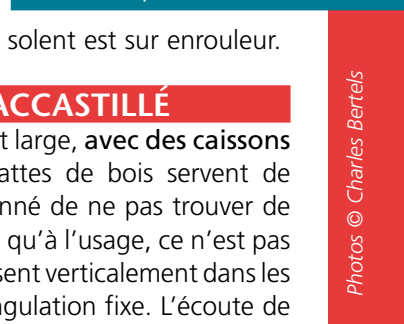 solent est sur enrouleur.
ACCASTILLÉ
t large, avec des caissons
attes de bois servent de
nné de ne pas trouver de
qu'à l'usage, ce n'est pas
sent verticalement dans les
ngulation fixe. L'écoute de
Photos © Charles Bertels